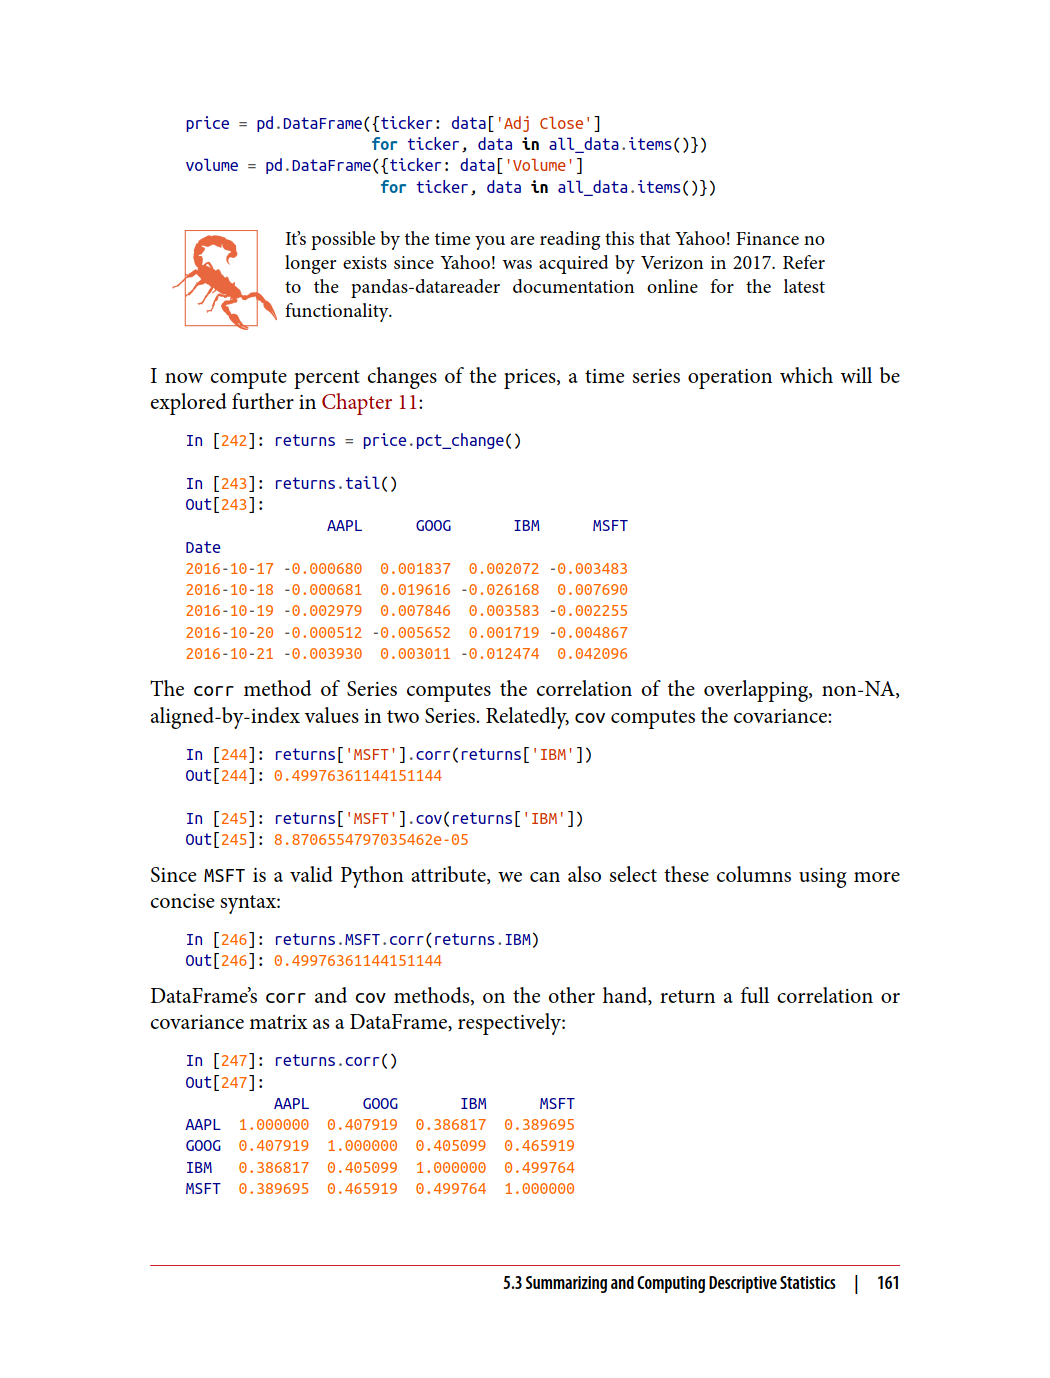 price = pd.DataFrame({ticker: data['Adj Close']
                     for ticker, data in all_data.items()})
volume = pd.DataFrame({ticker: data['Volume']
                      for ticker, data in all_data.items()})
It's possible by the time you are reading this that Yahoo! Finance no
longer exists since Yahoo! was acquired by Verizon in 2017. Refer
to the pandas-datareader documentation online for the latest
functionality.
I now compute percent changes of the prices, a time series operation which will be
explored further in Chapter 11:
In [242]: returns = price.pct_change()
In [243]: returns.tail()
Out[243]:
                AAPL      GOOG       IBM      MSFT
Date
2016-10-17 -0.000680  0.001837  0.002072 -0.003483
2016-10-18 -0.000681  0.019616 -0.026168  0.007690
2016-10-19 -0.002979  0.007846  0.003583 -0.002255
2016-10-20 -0.000512 -0.005652  0.001719 -0.004867
2016-10-21 -0.003930  0.003011 -0.012474  0.042096
The corr method of Series computes the correlation of the overlapping, non-NA,
aligned-by-index values in two Series. Relatedly, cov computes the covariance:
In [244]: returns['MSFT'].corr(returns['IBM'])
Out[244]: 0.49976361144151144
In [245]: returns['MSFT'].cov(returns['IBM'])
Out[245]: 8.8706554797035462e-05
Since MSFT is a valid Python attribute, we can also select these columns using more
concise syntax:
In [246]: returns.MSFT.corr(returns.IBM)
Out[246]: 0.49976361144151144
DataFrame's corr and cov methods, on the other hand, return a full correlation or
covariance matrix as a DataFrame, respectively:
In [247]: returns.corr()
Out[247]:
          AAPL      GOOG       IBM      MSFT
AAPL  1.000000  0.407919  0.386817  0.389695
GOOG  0.407919  1.000000  0.405099  0.465919
IBM   0.386817  0.405099  1.000000  0.499764
MSFT  0.389695  0.465919  0.499764  1.000000
5.3 Summarizing and Computing Descriptive Statistics | 161